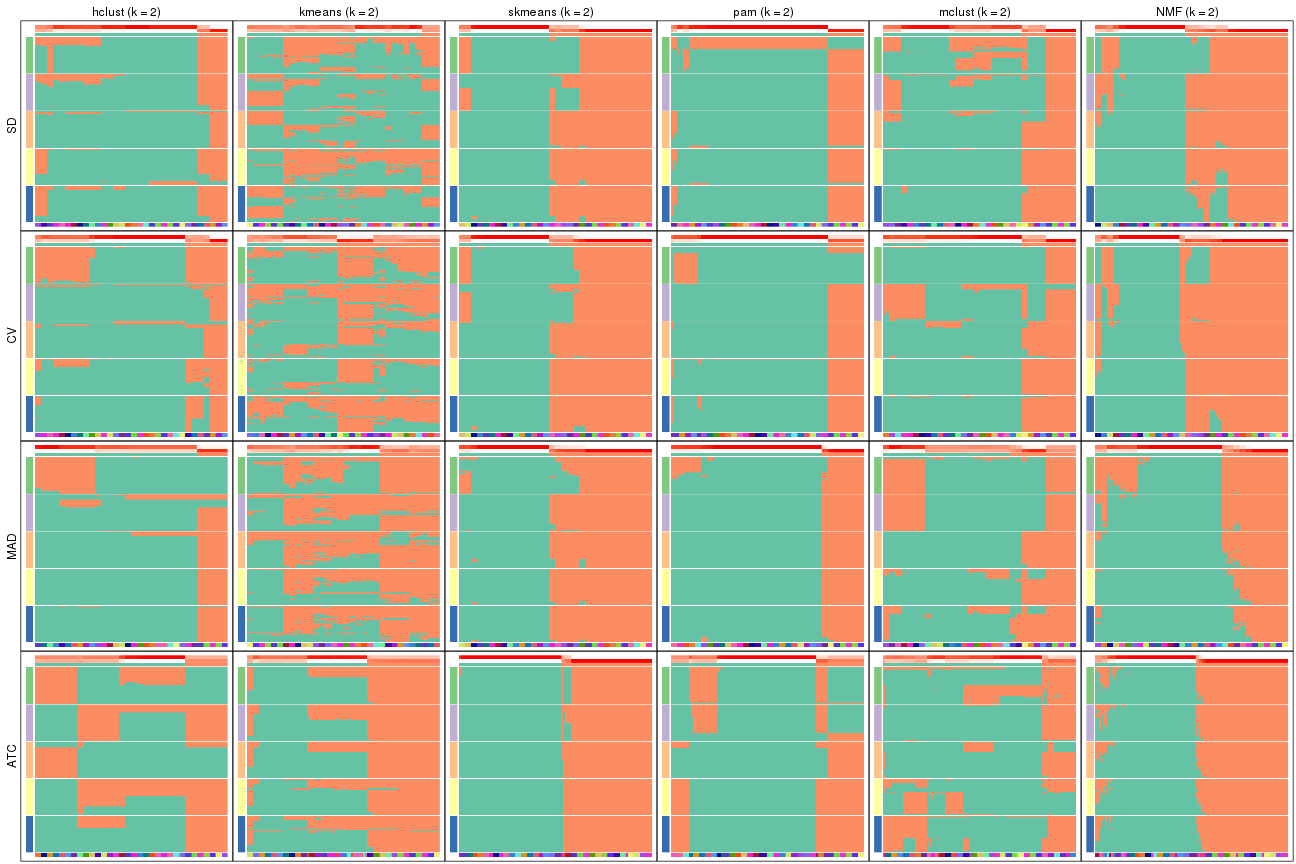 hclust (k = 2) kmeans (k = 2) skmeans (k = 2) pam (k = 2) mclust (k = 2) NMF (k = 2)
SD
CV
MAD
ATC